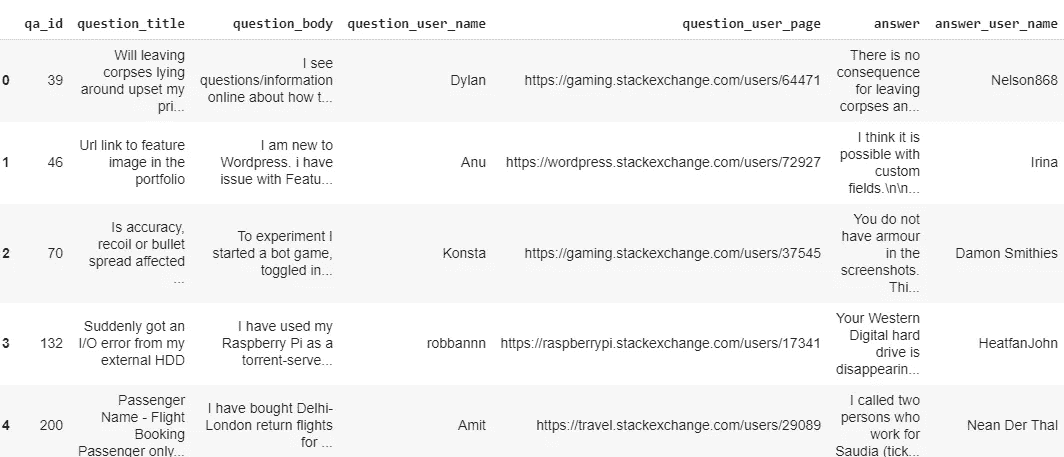 qa_id question_title question_body question_user_name question_user_page answer answer_user_name
0 39 Will leaving corpses lying around upset my pri... I see questions/information online about how t... Dylan https://gaming.stackexchange.com/users/64471 There is no consequence for leaving corpses an... Nelson868
1 46 Url link to feature image in the portfolio I am new to Wordpress. i have issue with Featu... Anu https://wordpress.stackexchange.com/users/72927 I think it is possible with custom fields.\n\n... Irina
2 70 Is accuracy, recoil or bullet spread affected ... To experiment I started a bot game, toggled in... Konsta https://gaming.stackexchange.com/users/37545 You do not have armour in the screenshots. Thi... Damon Smithies
3 132 Suddenly got an I/O error from my external HDD I have used my Raspberry Pi as a torrent-serve... robbannn https://raspberrypi.stackexchange.com/users/17341 Your Western Digital hard drive is disappearin... HeatfanJohn
4 200 Passenger Name - Flight Booking Passenger only... I have bought Delhi-London return flights for ... Amit https://travel.stackexchange.com/users/29089 I called two persons who work for Saudia (tick... Nean Der Thal